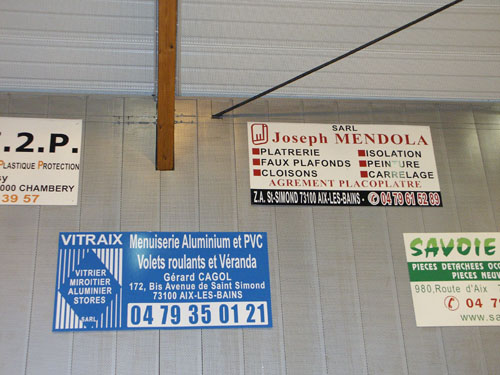 .2.P.
PLASTIQUE PROTECTION
000 CHAMBERY
39 57
SARL
Joseph MENDOLA
PLATRERIE
FAUX PLAFONDS
CLOISONS
ISOLATION
PEINTURE
CARRELAGE
AGREMENT PLACOPLATRE
Z.A. St-SIMOND 73100 AIX-LES-BAINS - 04 79 61 52 69
VITRAIX
VITRIER
MIROITIER
ALUMINIER
STORES
SARL
Menuiserie Aluminium et PVC
Volets roulants et Véranda
Gérard CAGOL
172, Bis Avenue de Saint Simond
73100 AIX-LES-BAINS
04 79 35 01 21
SAVOIE
PIECES DETACHEES OCC
PIECES NEUV
980, Route d'Aix
04 79
www.sa